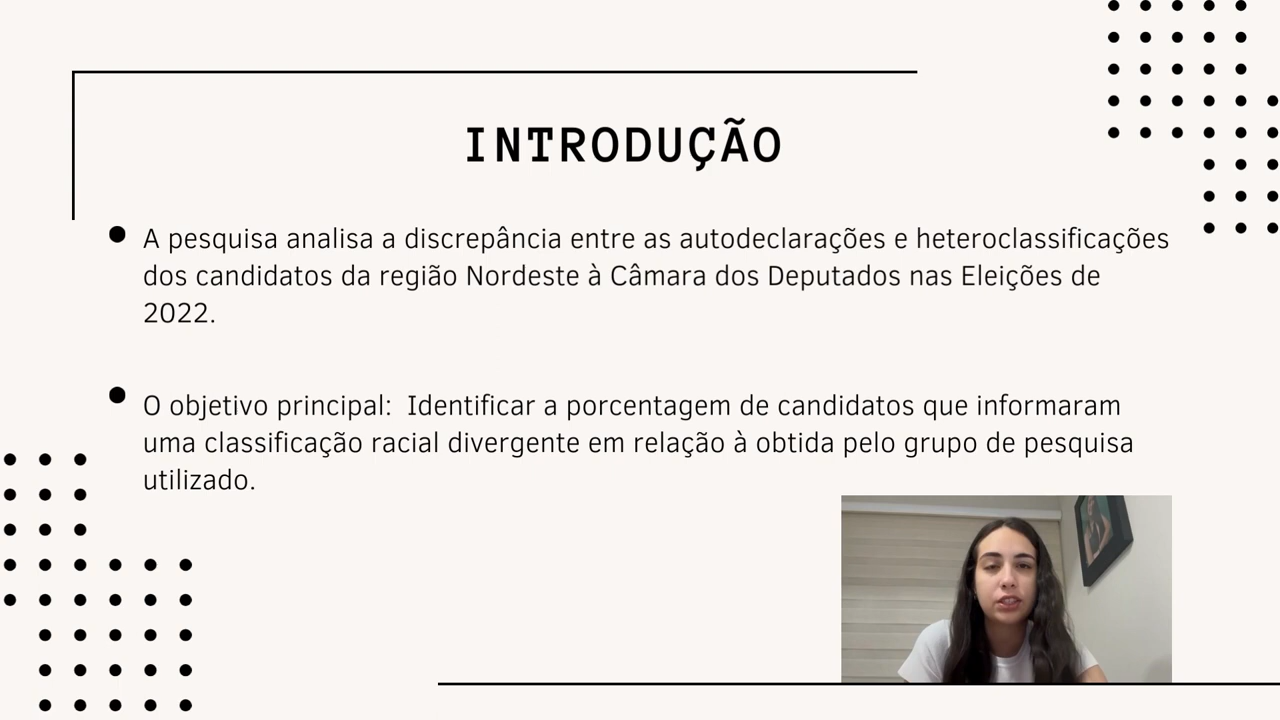 INTRODUÇÃO
A pesquisa analisa a discrepância entre as autodeclarações e heteroclassificações
dos candidatos da região Nordeste à Câmara dos Deputados nas Eleições de
2022.
O objetivo principal:  Identificar a porcentagem de candidatos que informaram
uma classificação racial divergente em relação à obtida pelo grupo de pesquisa
utilizado.